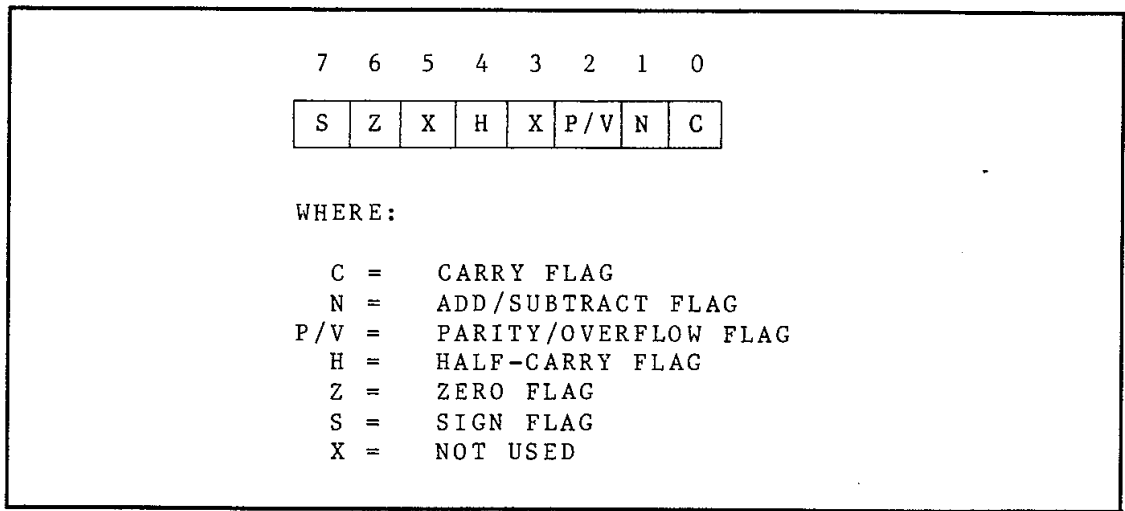 7 6 5 4 3 2 1 0
S Z X H X P/V N C
WHERE:
C = CARRY FLAG
N = ADD/SUBTRACT FLAG
P/V = PARITY/OVERFLOW FLAG
H = HALF-CARRY FLAG
Z = ZERO FLAG
S = SIGN FLAG
X = NOT USED